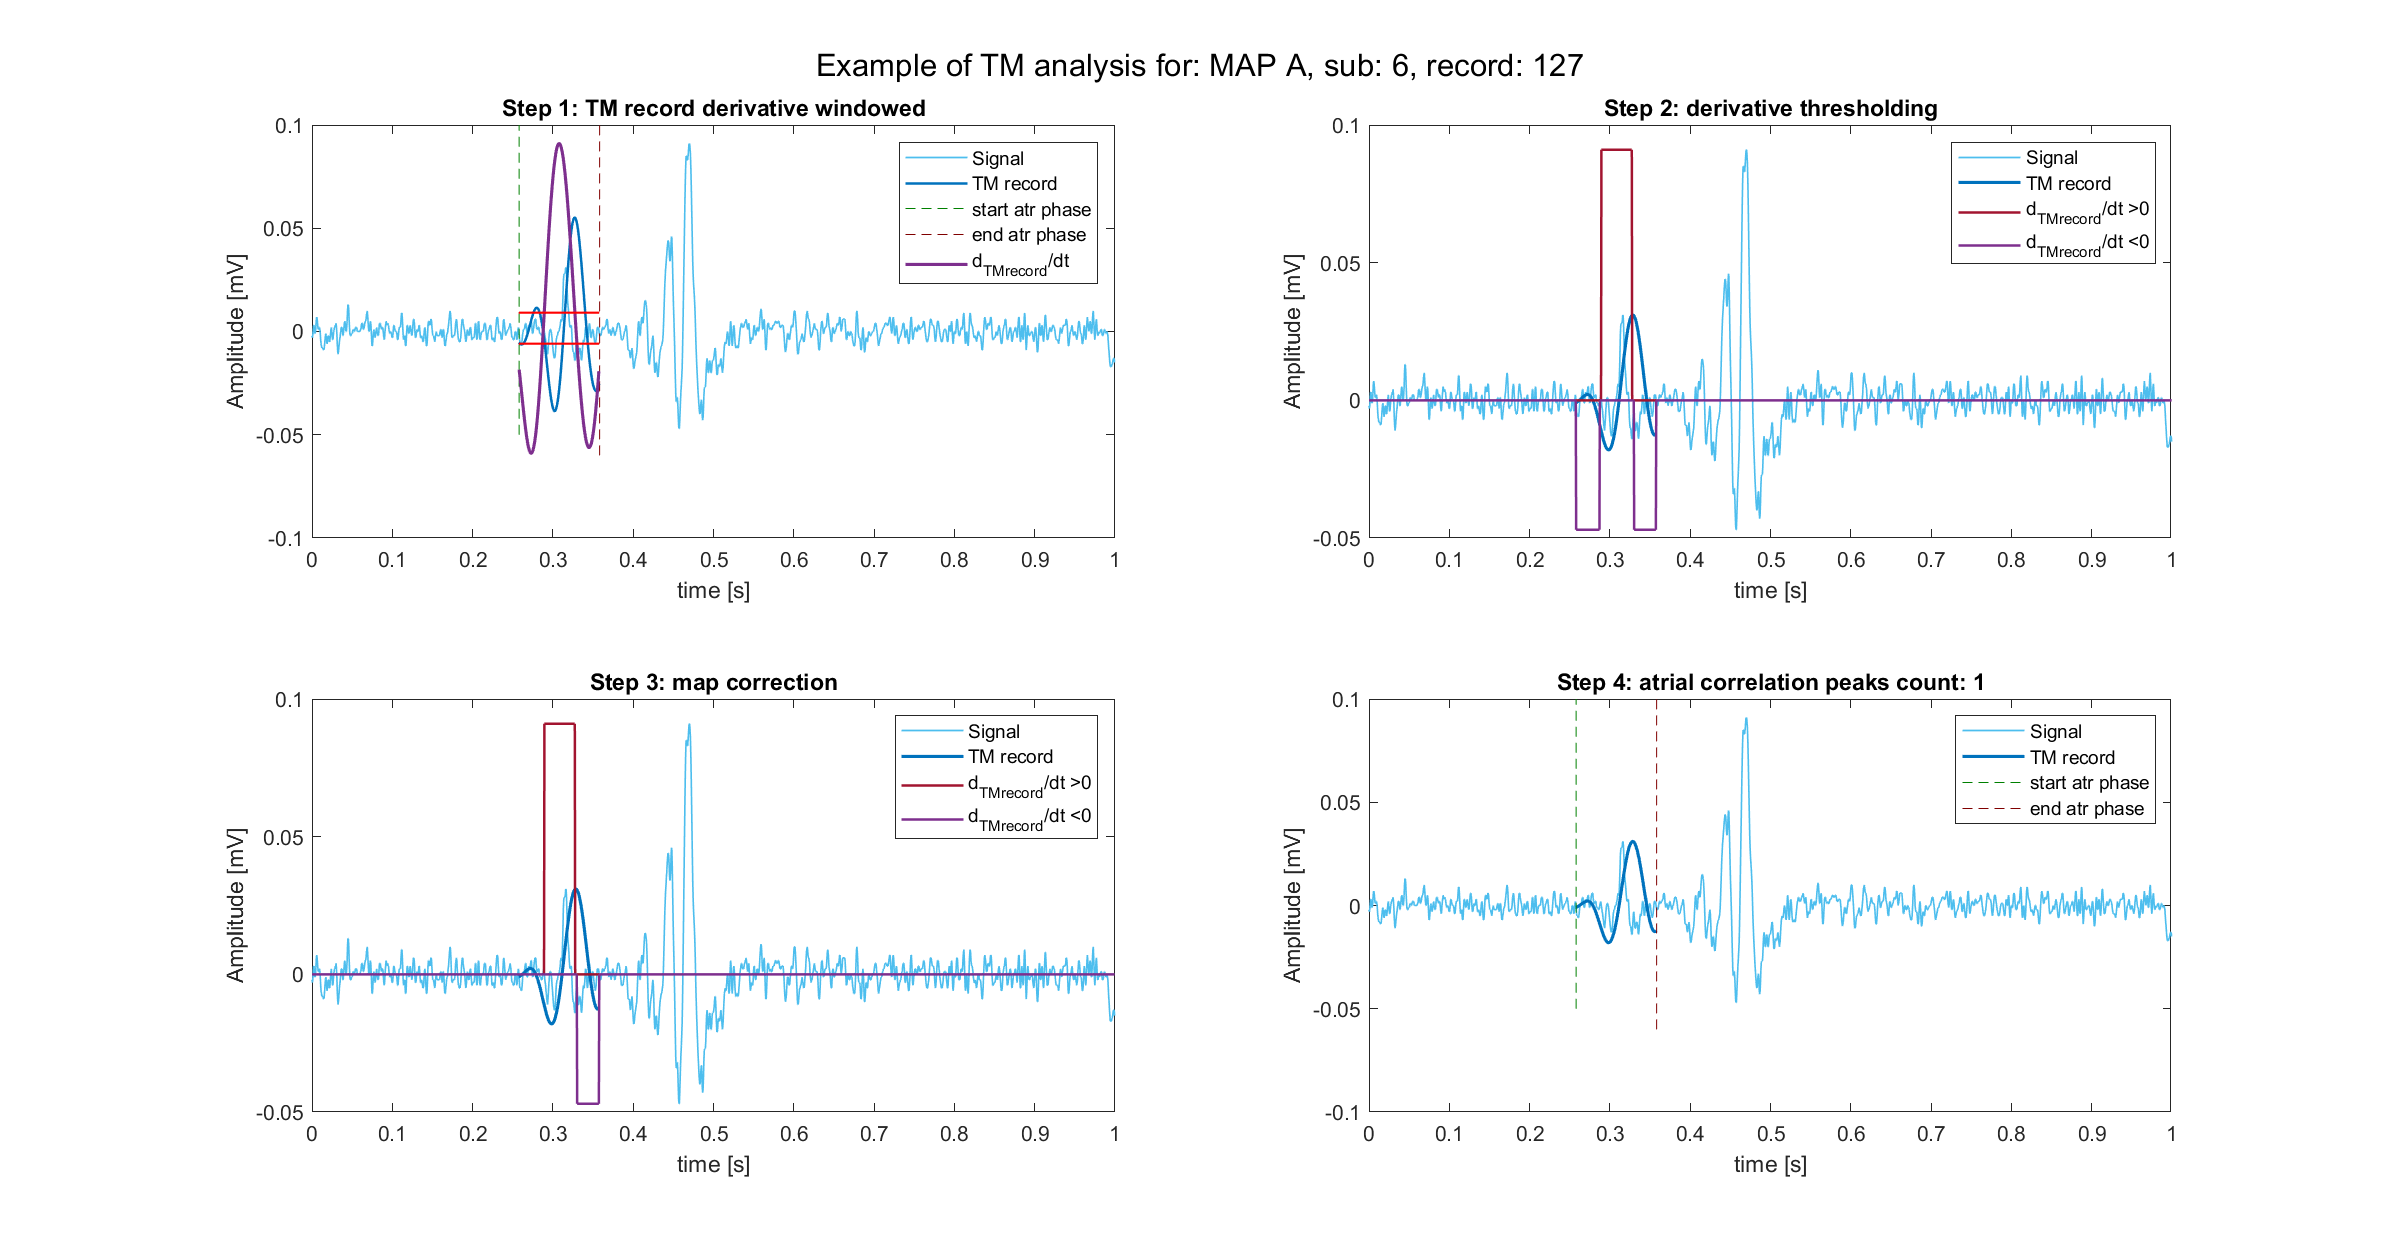 Example of TM analysis for: MAP A, sub: 6, record: 127
Step 1: TM record derivative windowed
0.1
0.05
0
-0.05
-0.1
0 0.1 0.2 0.3 0.4 0.5 0.6 0.7 0.8 0.9 1
time [s]
Amplitude [mV]
Signal
TM record
start atr phase
end atr phase
dTMrecord/dt
Step 2: derivative thresholding
0.1
0.05
0
-0.05
0 0.1 0.2 0.3 0.4 0.5 0.6 0.7 0.8 0.9 1
time [s]
Amplitude [mV]
Signal
TM record
dTMrecord/dt >0
dTMrecord/dt <0
Step 3: map correction
0.1
0.05
0
-0.05
0 0.1 0.2 0.3 0.4 0.5 0.6 0.7 0.8 0.9 1
time [s]
Amplitude [mV]
Signal
TM record
dTMrecord/dt >0
dTMrecord/dt <0
Step 4: atrial correlation peaks count: 1
0.1
0.05
0
-0.05
-0.1
0 0.1 0.2 0.3 0.4 0.5 0.6 0.7 0.8 0.9 1
time [s]
Amplitude [mV]
Signal
TM record
start atr phase
end atr phase